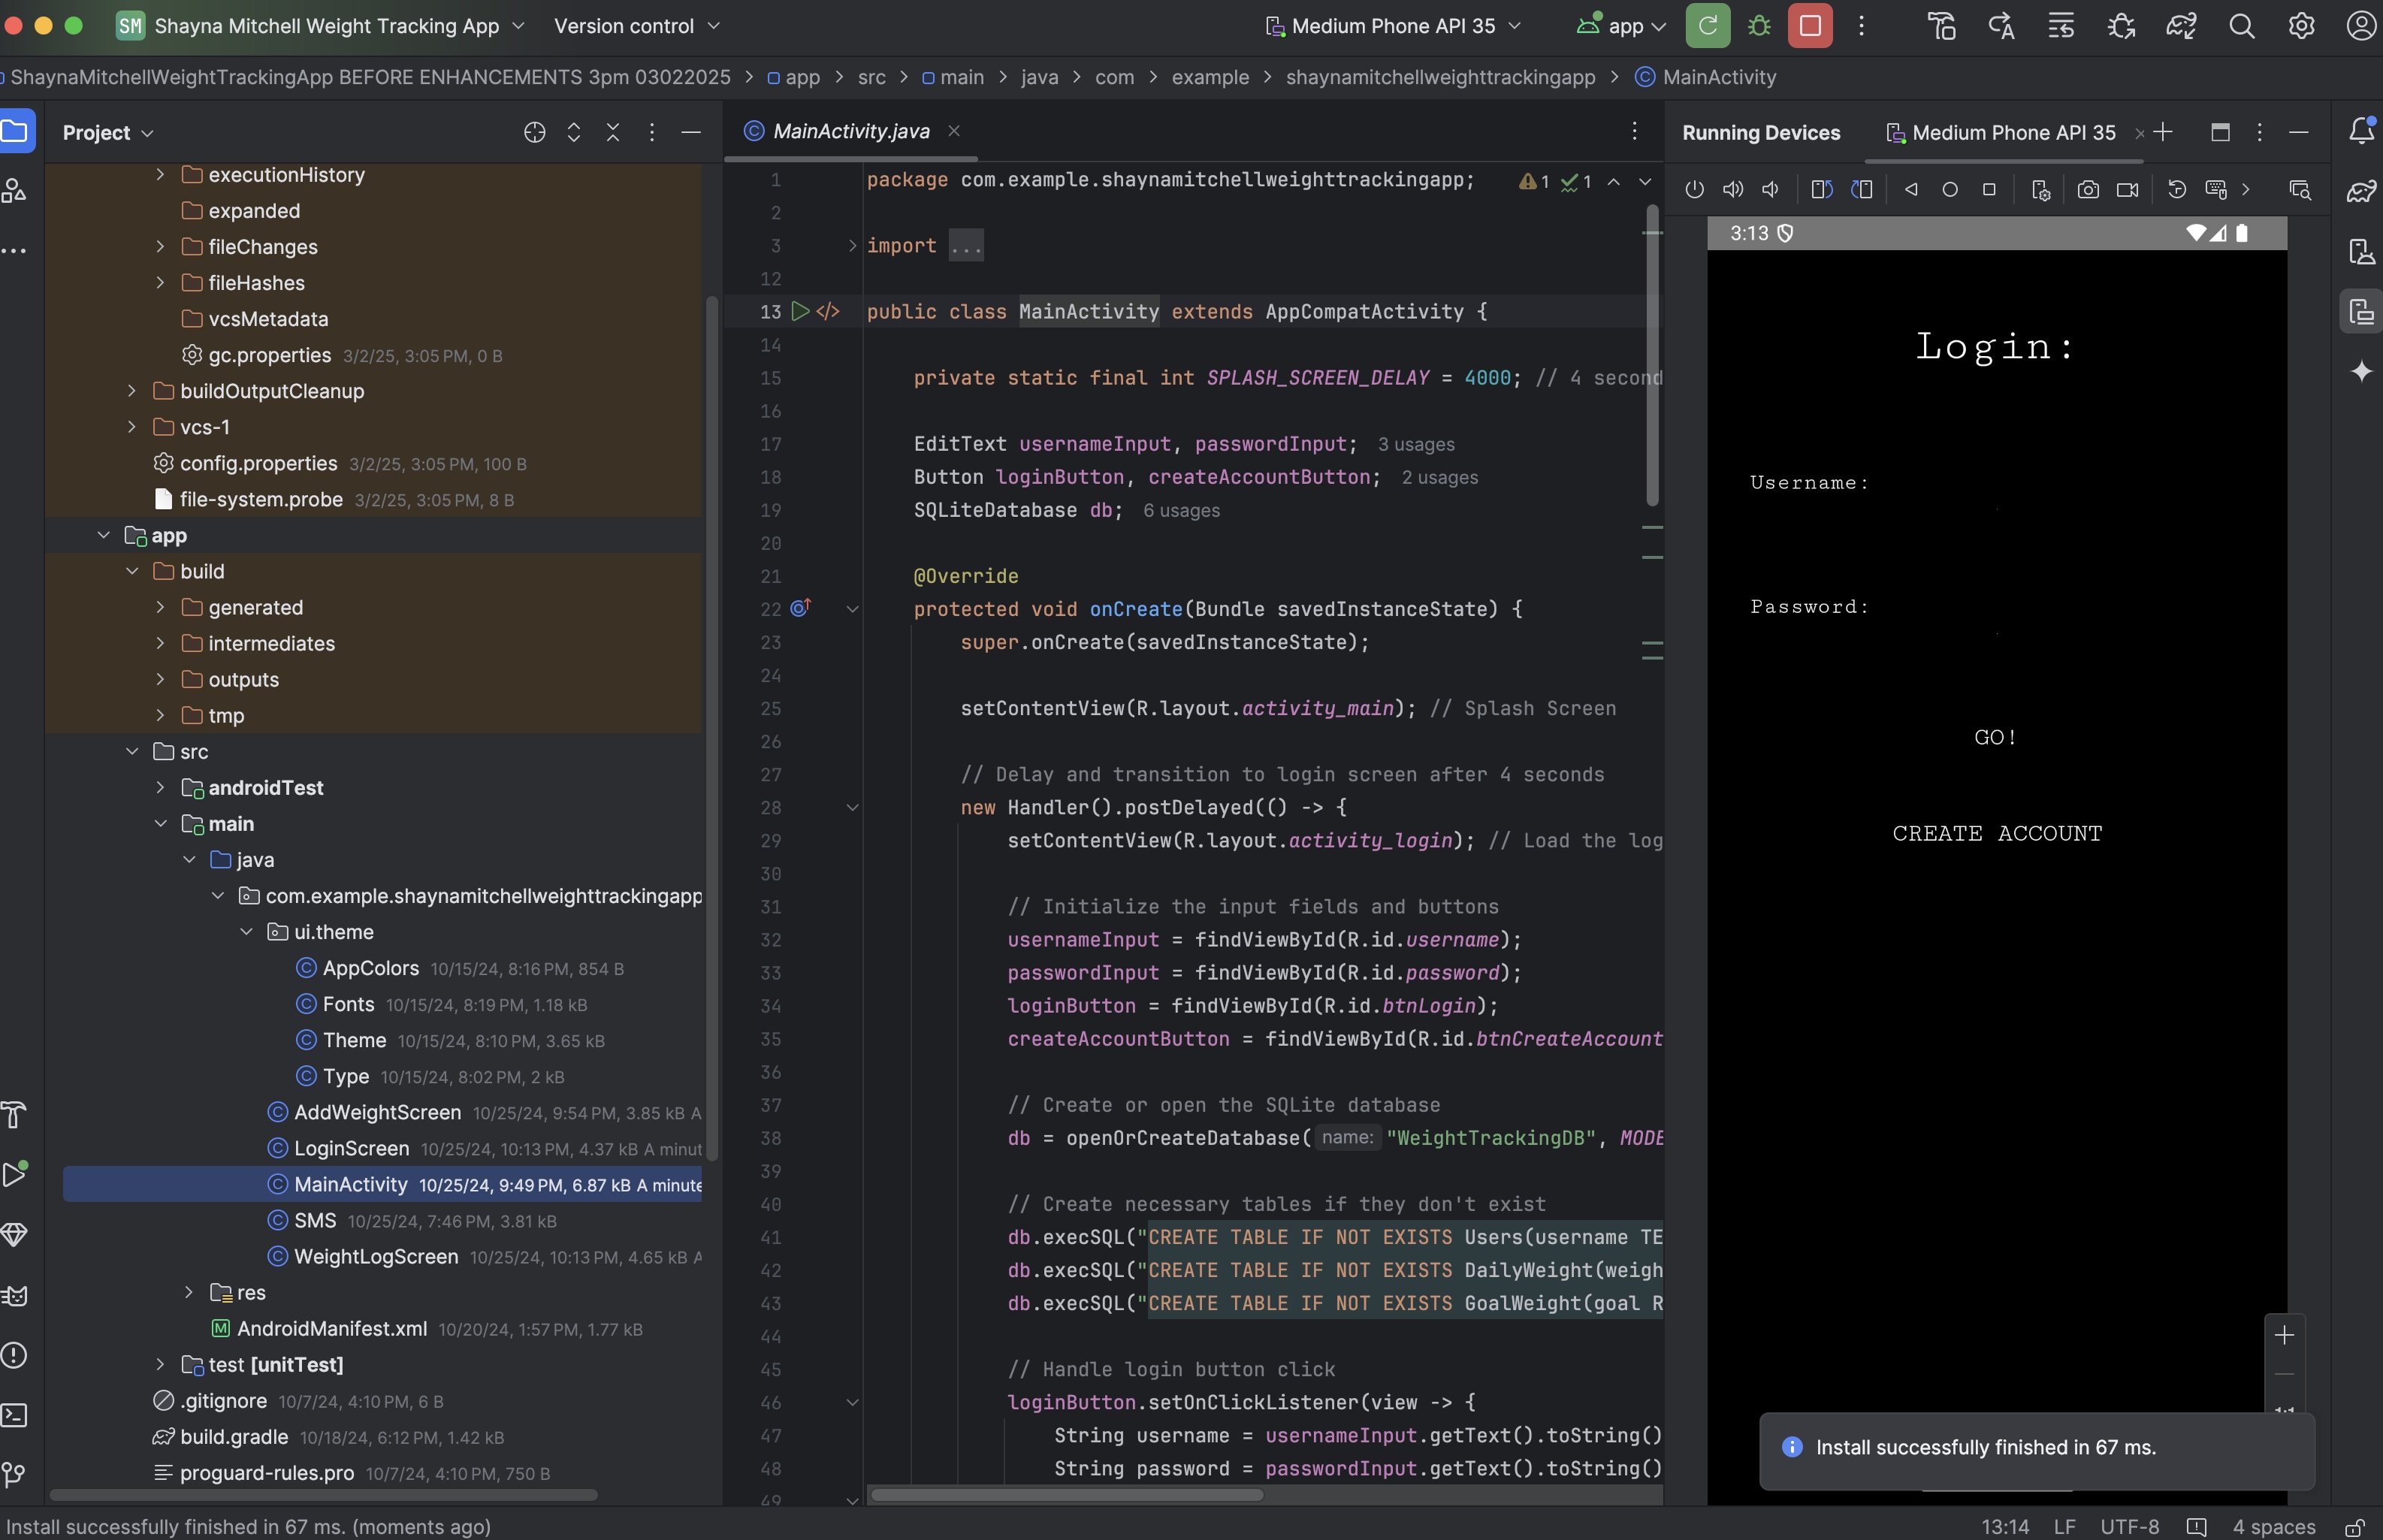 SM Shayna Mitchell Weight Tracking App Version control Medium Phone API 35 app
ShaynaMitchellWeightTrackingApp BEFORE ENHANCEMENTS 3pm 03022025 > app > src > main > java > com > example > shaynamitchellweighttrackingapp > MainActivity
Project
executionHistory
expanded
fileChanges
fileHashes
vcsMetadata
gc.properties 3/2/25, 3:05 PM, 0 B
buildOutputCleanup
vcs-1
config.properties 3/2/25, 3:05 PM, 100 B
file-system.probe 3/2/25, 3:05 PM, 8 B
app
build
generated
intermediates
outputs
tmp
src
androidTest
main
java
com.example.shaynamitchellweighttrackingapp
ui.theme
AppColors 10/15/24, 8:16 PM, 854 B
Fonts 10/15/24, 8:19 PM, 1.18 kB
Theme 10/15/24, 8:10 PM, 3.65 kB
Type 10/15/24, 8:02 PM, 2 kB
AddWeightScreen 10/25/24, 9:54 PM, 3.85 kB A
LoginScreen 10/25/24, 10:13 PM, 4.37 kB A minut
MainActivity 10/25/24, 9:49 PM, 6.87 kB A minute
SMS 10/25/24, 7:46 PM, 3.81 kB
WeightLogScreen 10/25/24, 10:13 PM, 4.65 kB A
res
AndroidManifest.xml 10/20/24, 1:57 PM, 1.77 kB
test [unitTest]
.gitignore 10/7/24, 4:10 PM, 6 B
build.gradle 10/18/24, 6:12 PM, 1.42 kB
proguard-rules.pro 10/7/24, 4:10 PM, 750 B
MainActivity.java
1 package com.example.shaynamitchellweighttrackingapp; 1 1
2
3 import ...
12
13 public class MainActivity extends AppCompatActivity {
14
15 private static final int SPLASH_SCREEN_DELAY = 4000; // 4 second
16
17 EditText usernameInput, passwordInput; 3 usages
18 Button loginButton, createAccountButton; 2 usages
19 SQLiteDatabase db; 6 usages
20
21 @Override
22 protected void onCreate(Bundle savedInstanceState) {
23 super.onCreate(savedInstanceState);
24
25 setContentView(R.layout.activity_main); // Splash Screen
26
27 // Delay and transition to login screen after 4 seconds
28 new Handler().postDelayed(() -> {
29 setContentView(R.layout.activity_login); // Load the log
30
31 // Initialize the input fields and buttons
32 usernameInput = findViewById(R.id.username);
33 passwordInput = findViewById(R.id.password);
34 loginButton = findViewById(R.id.btnLogin);
35 createAccountButton = findViewById(R.id.btnCreateAccount
36
37 // Create or open the SQLite database
38 db = openOrCreateDatabase( name: "WeightTrackingDB", MODE
39
40 // Create necessary tables if they don't exist
41 db.execSQL("CREATE TABLE IF NOT EXISTS Users(username TE
42 db.execSQL("CREATE TABLE IF NOT EXISTS DailyWeight(weigh
43 db.execSQL("CREATE TABLE IF NOT EXISTS GoalWeight(goal R
44
45 // Handle login button click
46 loginButton.setOnClickListener(view -> {
47 String username = usernameInput.getText().toString()
48 String password = passwordInput.getText().toString()
49
Running Devices Medium Phone API 35
3:13
Login:
Username:
Password:
GO!
CREATE ACCOUNT
Install successfully finished in 67 ms.
Install successfully finished in 67 ms. (moments ago) 13:14 LF UTF-8 4 spaces